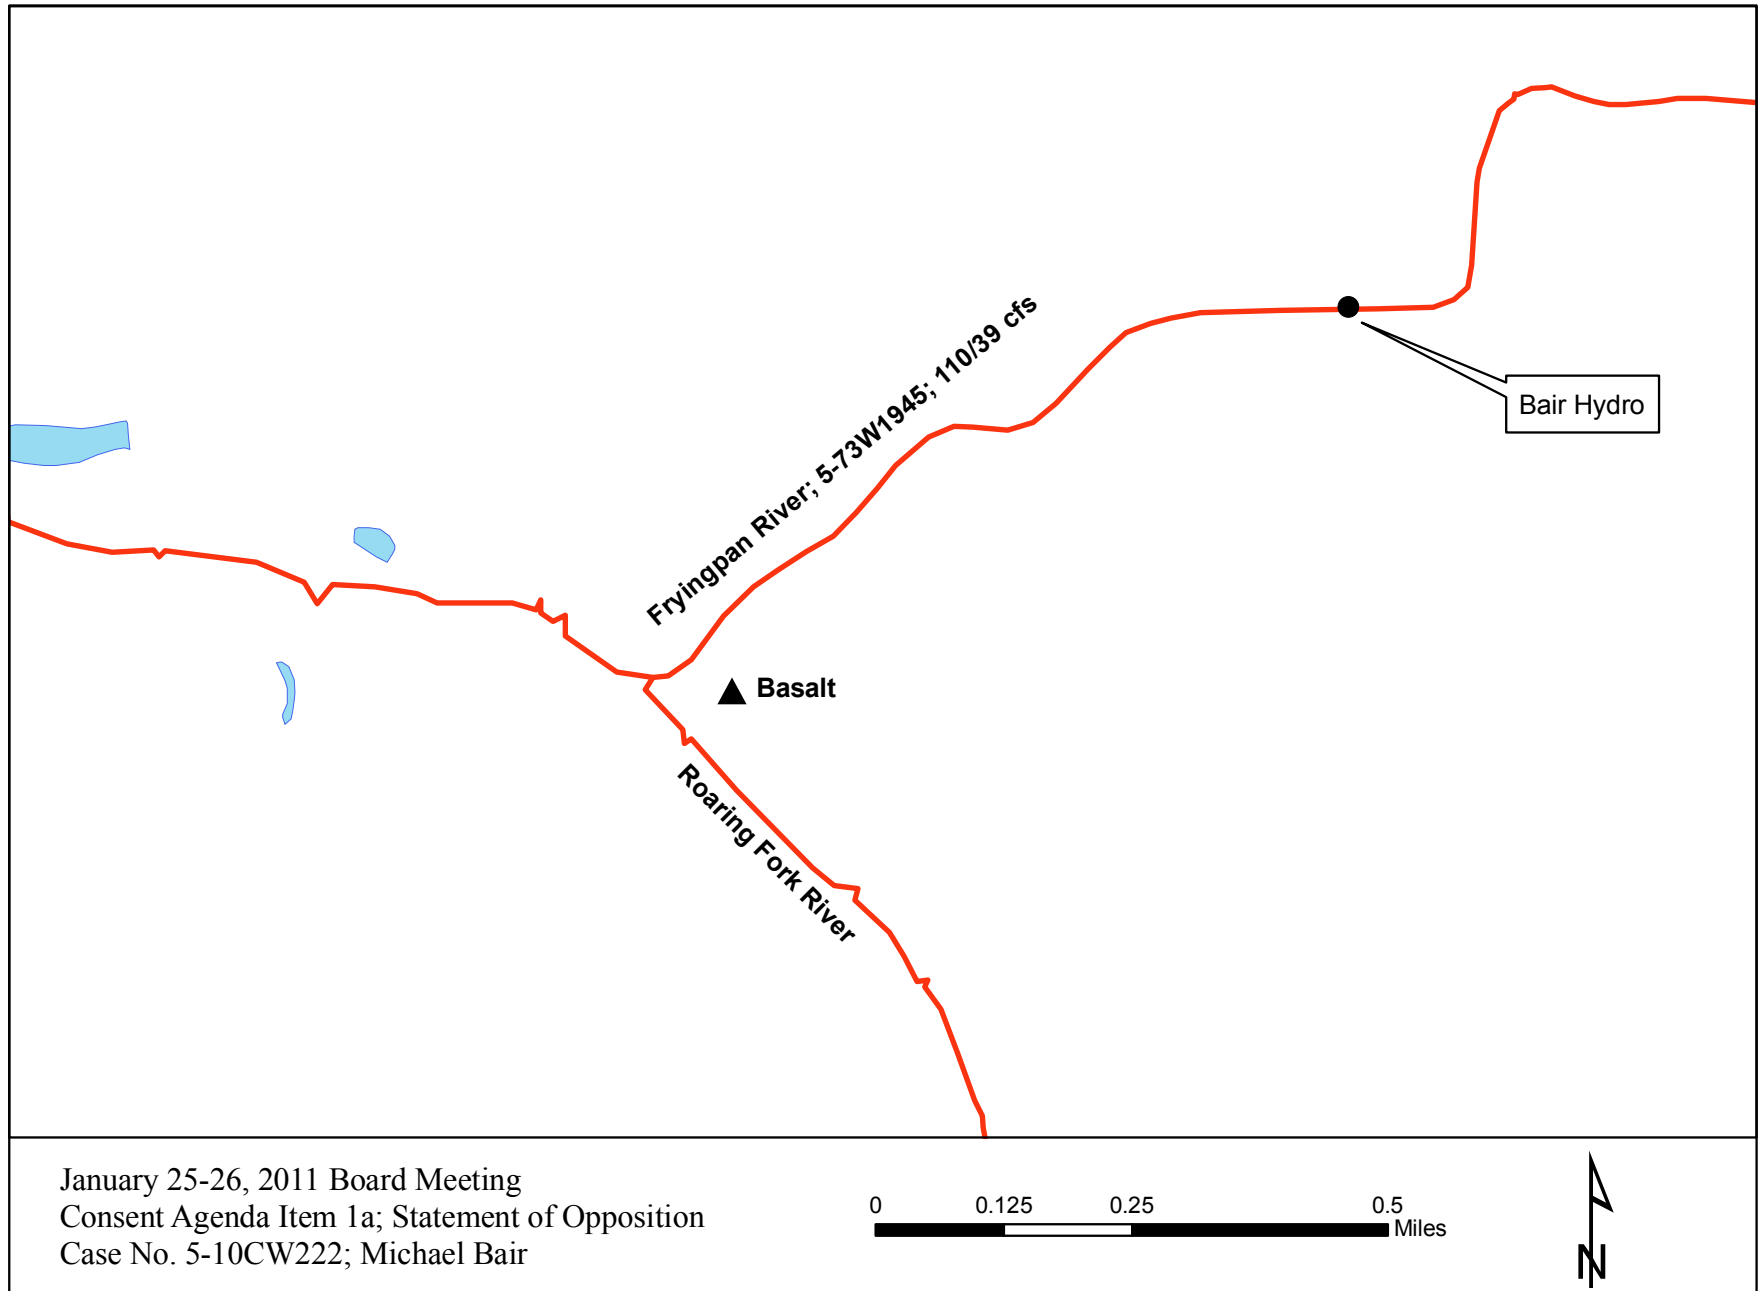 Fryingpan River; 5-73W1945; 110/39 cfs
Bair Hydro
Basalt
Roaring Fork River
January 25-26, 2011 Board Meeting
Consent Agenda Item 1a; Statement of Opposition
Case No. 5-10CW222; Michael Bair
0 0.125 0.25 0.5
Miles
N